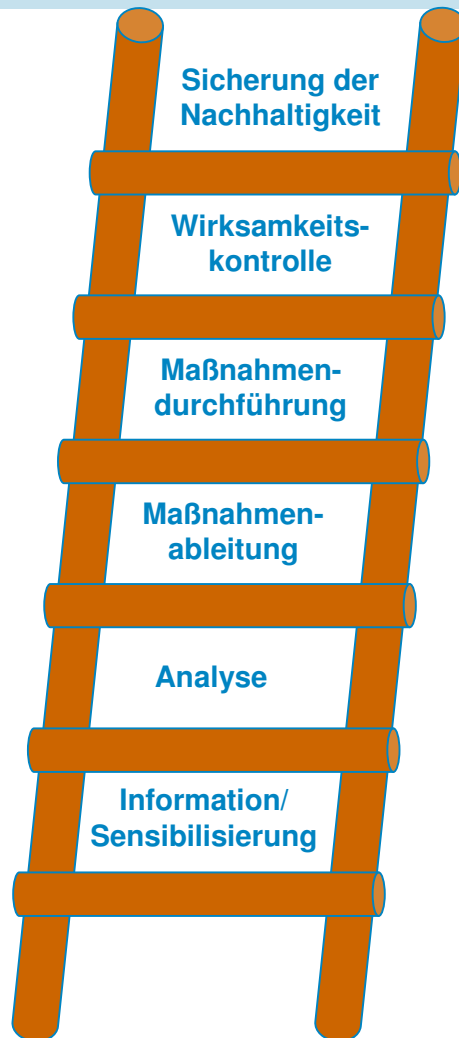 Sicherung der
Nachhaltigkeit
Wirksamkeits-
kontrolle
Maßnahmen-
durchführung
Maßnahmen-
ableitung
Analyse
Information/
Sensibilisierung